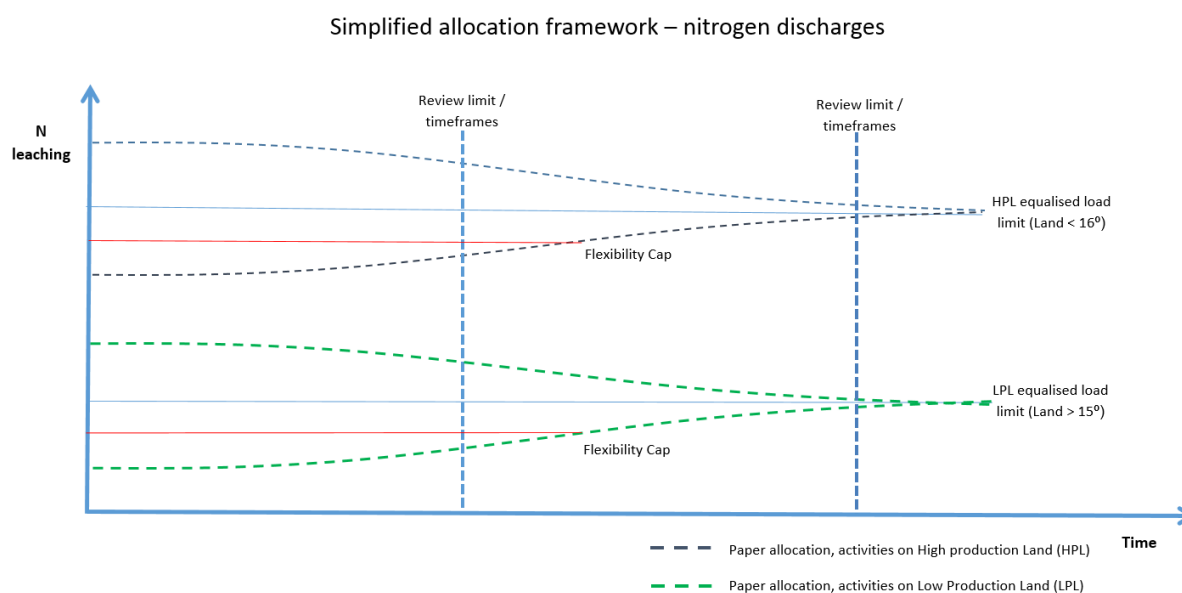 Simplified allocation framework – nitrogen discharges
Review limit /
timeframes
Review limit /
timeframes
N
leaching
HPL equalised load
limit (Land < 16⁰)
Flexibility Cap
LPL equalised load
limit (Land > 15⁰)
Flexibility Cap
Time
Paper allocation, activities on High production Land (HPL)
Paper allocation, activities on Low Production Land (LPL)